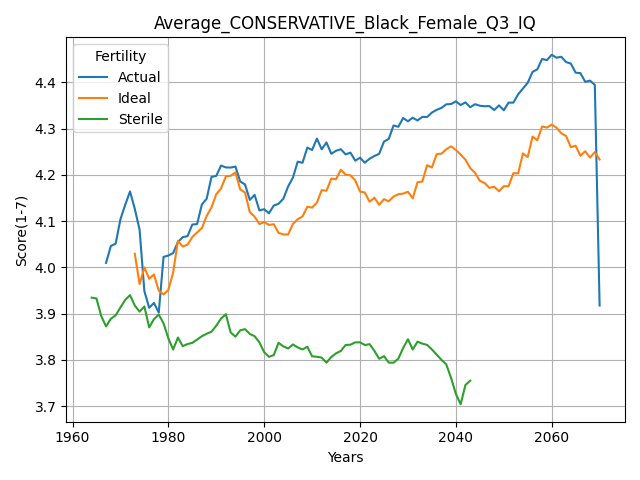 Average_CONSERVATIVE_Black_Female_Q3_IQ
Fertility
Actual
Ideal
Sterile
Score(1-7)
4.4
4.3
4.2
4.1
4.0
3.9
3.8
3.7
1960 1980 2000 2020 2040 2060
Years